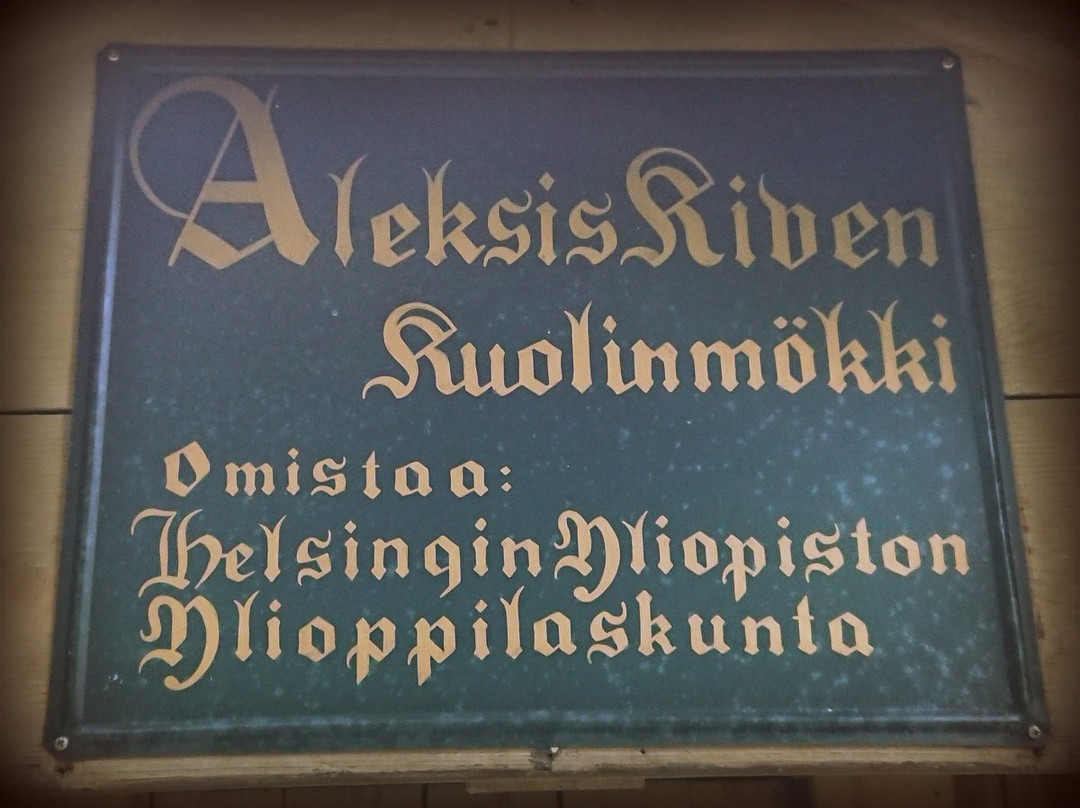 Aleksis Kiven
Kuolinmökki
Omistaa:
Helsingin Yliopiston
Ylioppilaskunta